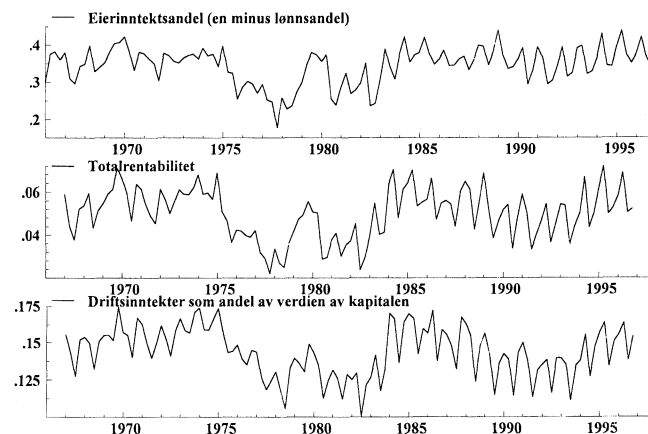 Eierinntektsandel (en minus lønnsandel)
.4
.3
.2
1970 1975 1980 1985 1990 1995
Totalrentabilitet
.06
.04
1970 1975 1980 1985 1990 1995
Driftsinntekter som andel av verdien av kapitalen
.175
.15
.125
1970 1975 1980 1985 1990 1995